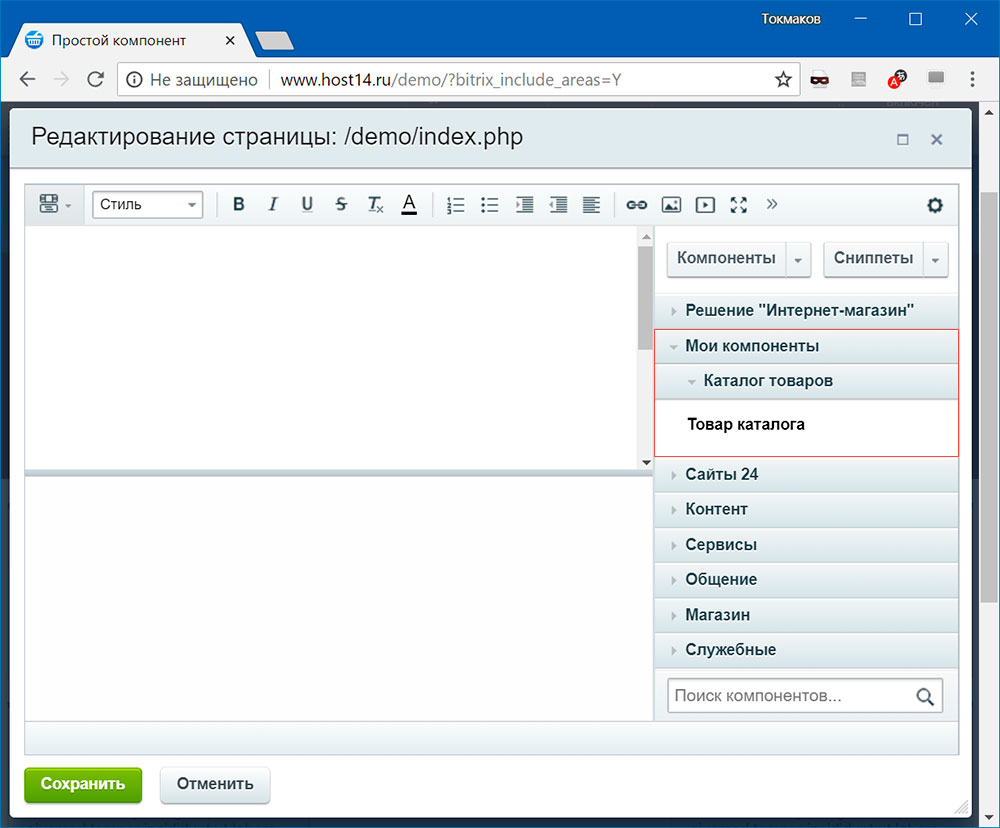 Токмаков
Простой компонент
Не защищено www.host14.ru/demo/?bitrix_include_areas=Y
Редактирование страницы: /demo/index.php
Стиль B I U S Tx A
Компоненты Сниппеты
Решение "Интернет-магазин"
Мои компоненты
Каталог товаров
Товар каталога
Сайты 24
Контент
Сервисы
Общение
Магазин
Служебные
Поиск компонентов...
Сохранить Отменить